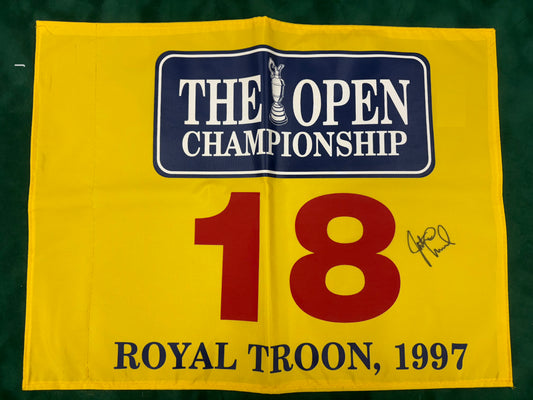 THE OPEN
CHAMPIONSHIP
18
ROYAL TROON, 1997